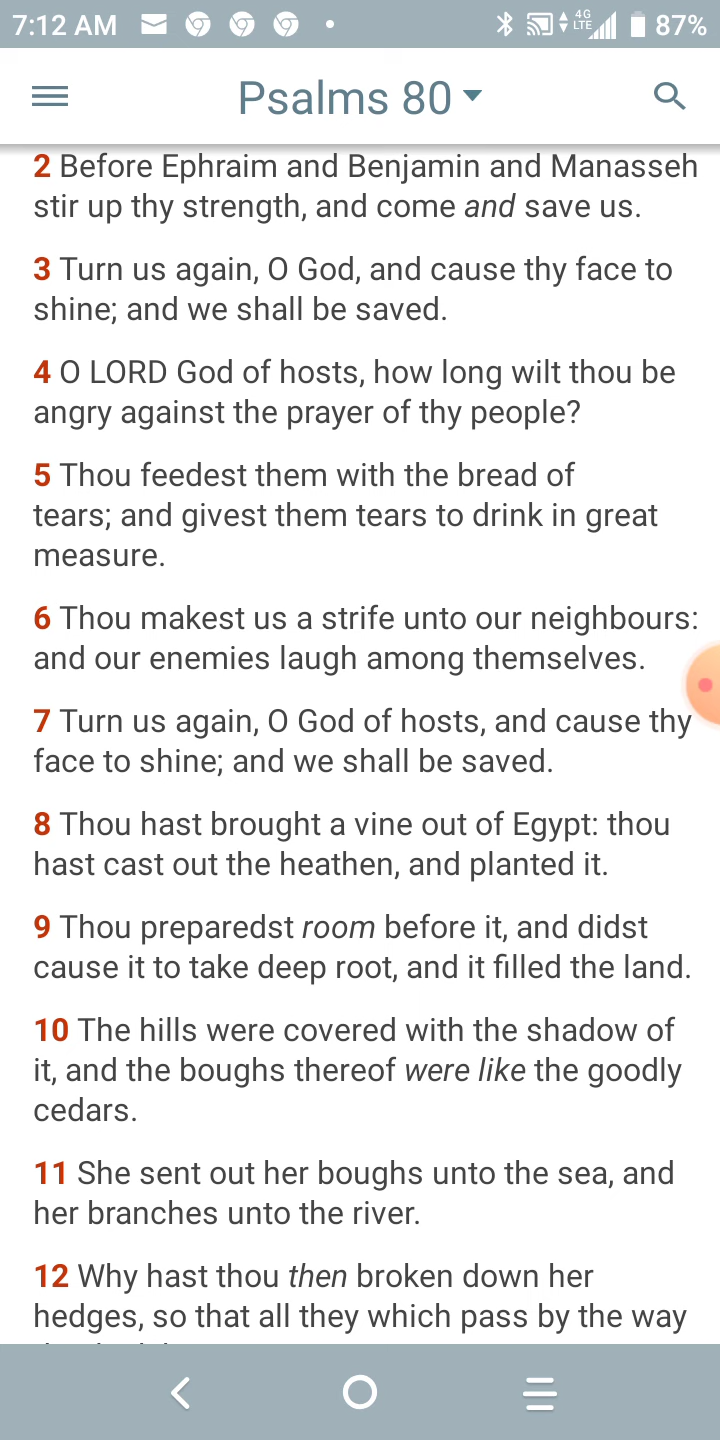 7:12 AM
4G
LTE
87%
Psalms 80
2 Before Ephraim and Benjamin and Manasseh
stir up thy strength, and come and save us.
3 Turn us again, O God, and cause thy face to
shine; and we shall be saved.
4 O LORD God of hosts, how long wilt thou be
angry against the prayer of thy people?
5 Thou feedest them with the bread of
tears; and givest them tears to drink in great
measure.
6 Thou makest us a strife unto our neighbours:
and our enemies laugh among themselves.
7 Turn us again, O God of hosts, and cause thy
face to shine; and we shall be saved.
8 Thou hast brought a vine out of Egypt: thou
hast cast out the heathen, and planted it.
9 Thou preparedst room before it, and didst
cause it to take deep root, and it filled the land.
10 The hills were covered with the shadow of
it, and the boughs thereof were like the goodly
cedars.
11 She sent out her boughs unto the sea, and
her branches unto the river.
12 Why hast thou then broken down her
hedges, so that all they which pass by the way